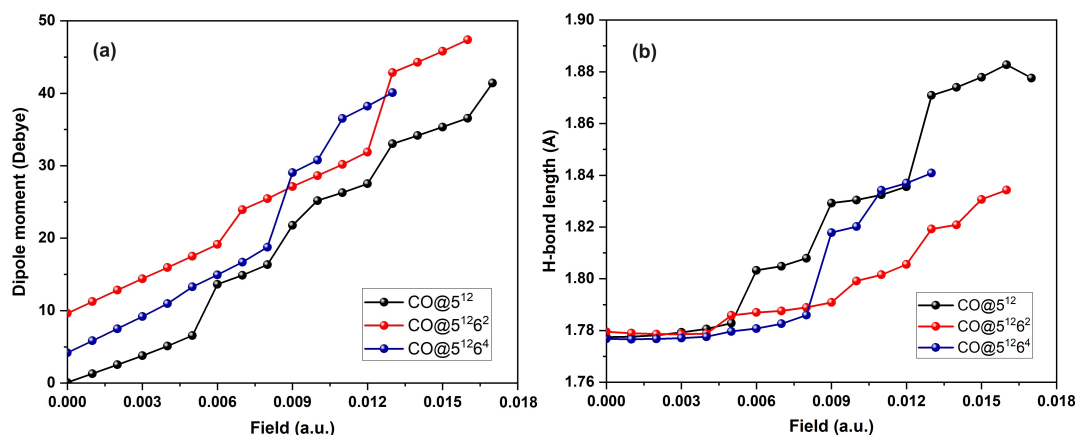 (a)
Dipole moment (Debye)
50
40
30
20
10
0
0.000 0.003 0.006 0.009 0.012 0.015 0.018
Field (a.u.)
CO@5¹²
CO@5¹²6²
CO@5¹²6⁴
(b)
H-bond length (A)
1.90
1.88
1.86
1.84
1.82
1.80
1.78
1.76
0.000 0.003 0.006 0.009 0.012 0.015 0.018
Field (a.u.)
CO@5¹²
CO@5¹²6²
CO@5¹²6⁴